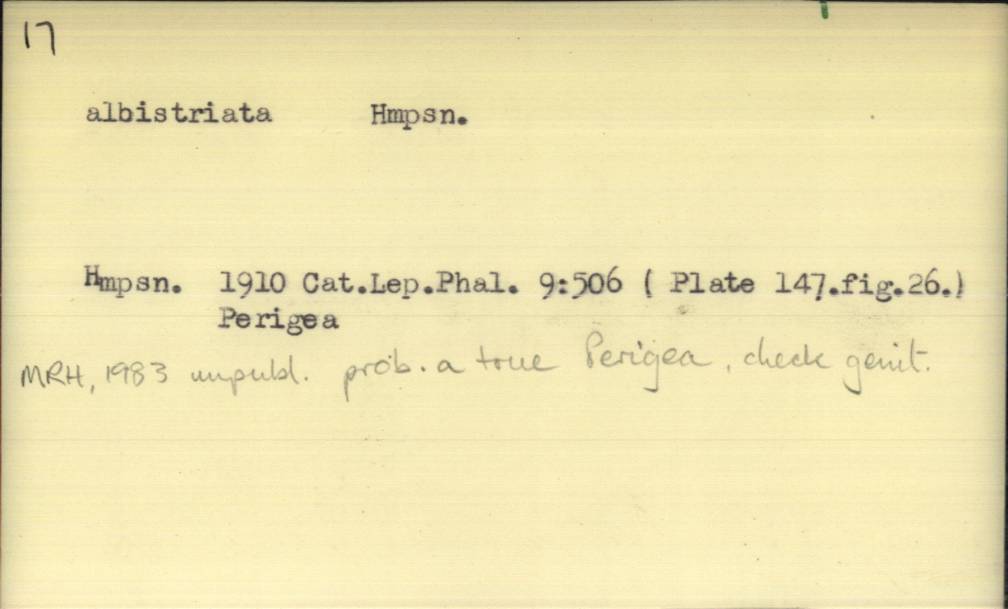 17
albistriata Hmpsn.
Hmpsn. 1910 Cat.Lep.Phal. 9:506 ( Plate 147.fig.26.)
Perigea
MRH, 1983 unpubl. prob. a true Perigea, check genit.